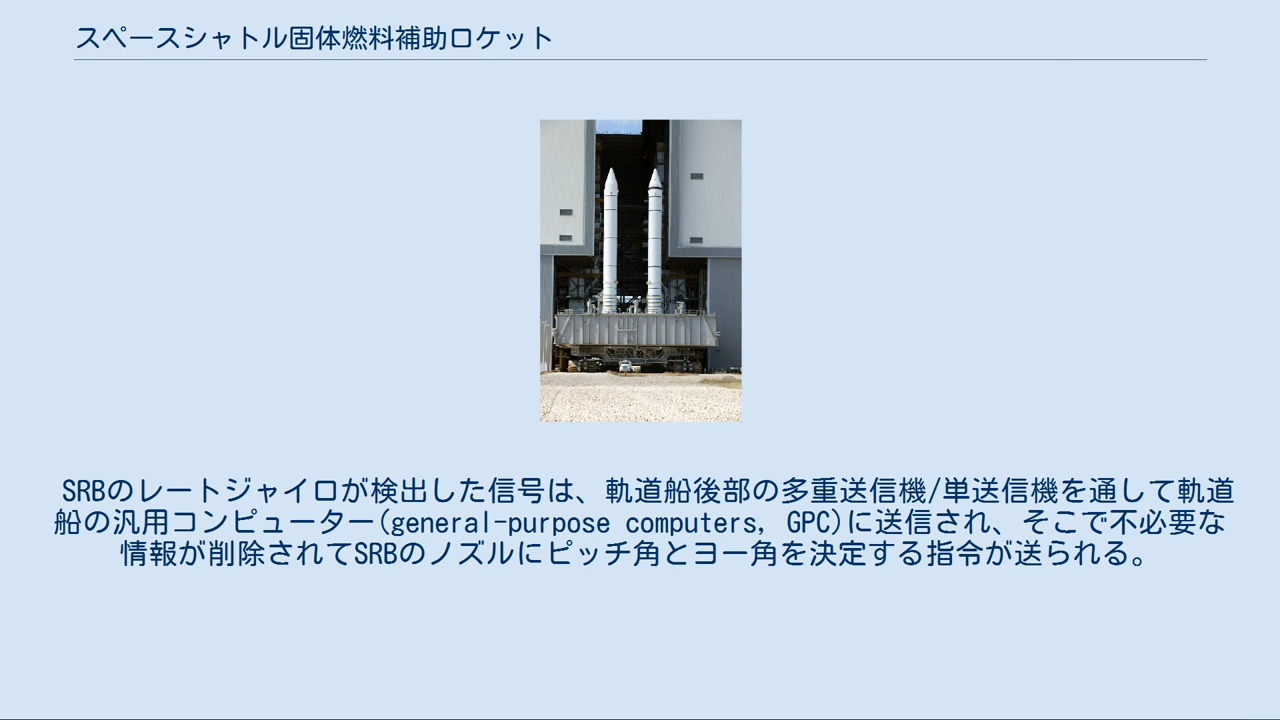 スペースシャトル固体燃料補助ロケット
SRBのレートジャイロが検出した信号は、軌道船後部の多重送信機/単送信機を通して軌道
船の汎用コンピューター(general-purpose computers, GPC)に送信され、そこで不必要な
情報が削除されてSRBのノズルにピッチ角とヨー角を決定する指令が送られる。